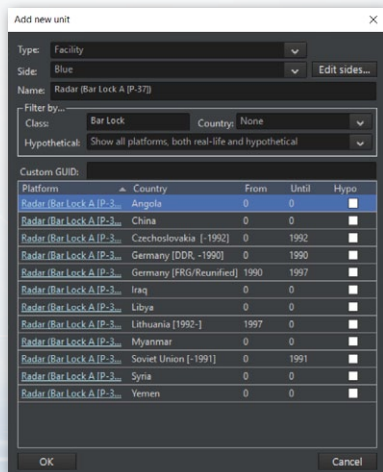 Add new unit
Type: Facility
Side: Blue Edit sides...
Name: Radar (Bar Lock A [P-37])
Filter by...
Class: Bar Lock Country: None
Hypothetical: Show all platforms, both real-life and hypothetical
Custom GUID:
Platform Country From Until Hypo
Radar (Bar Lock A [P-3... Angola 0 0
Radar (Bar Lock A [P-3... China 0 0
Radar (Bar Lock A [P-3... Czechoslovakia [-1992] 0 1992
Radar (Bar Lock A [P-3... Germany [DDR, -1990] 0 1990
Radar (Bar Lock A [P-3... Germany [FRG/Reunified] 1990 1997
Radar (Bar Lock A [P-3... Iraq 0 0
Radar (Bar Lock A [P-3... Libya 0 0
Radar (Bar Lock A [P-3... Lithuania [1992-] 1997 0
Radar (Bar Lock A [P-3... Myanmar 0 0
Radar (Bar Lock A [P-3... Soviet Union [-1991] 0 1991
Radar (Bar Lock A [P-3... Syria 0 0
Radar (Bar Lock A [P-3... Yemen 0 0
OK Cancel